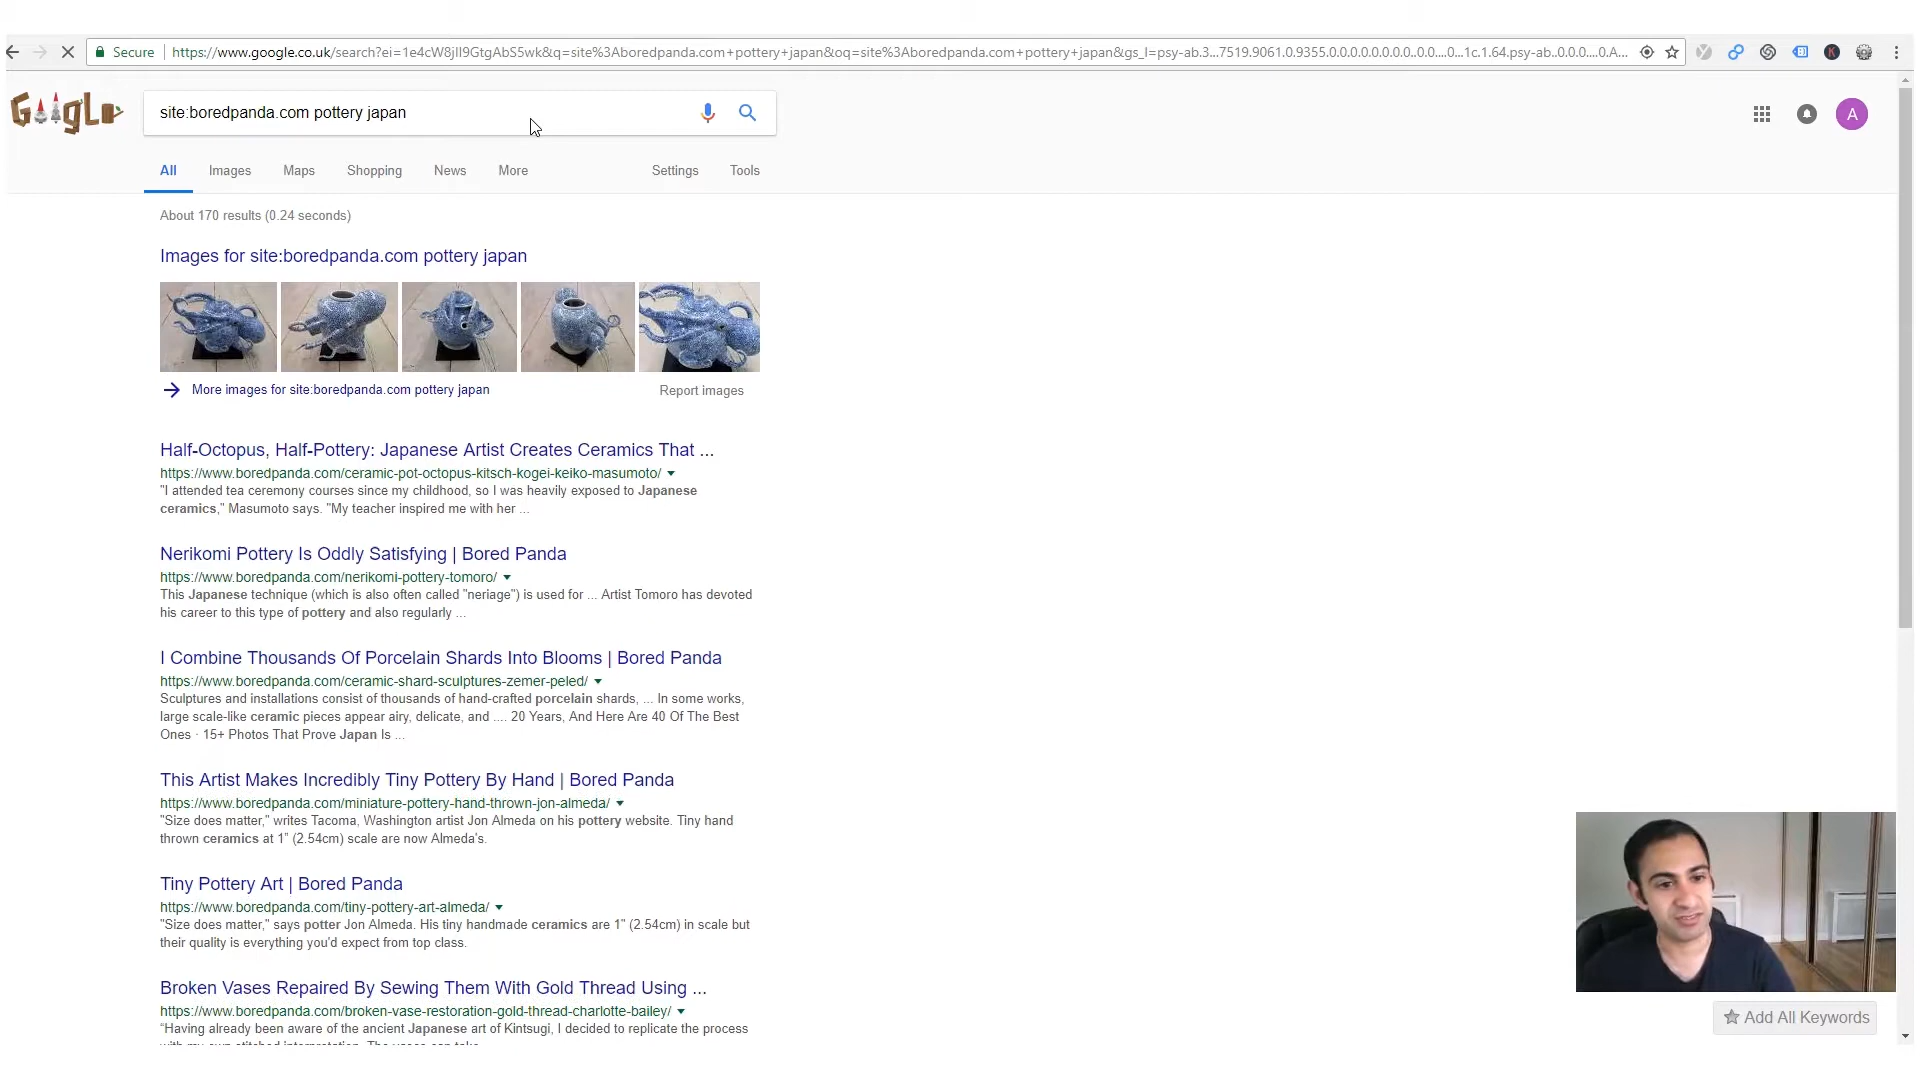 Secure
https://www.google.co.uk/search?ei=1e4cW8jlI9GtgAbS5wk&q=site%3Aboredpanda.com+pottery+japan&oq=site%3Aboredpanda.com+pottery+japan&gs_l=psy-ab.3...7519.9061.0.9355.0.0.0.0.0.0.0.0..0.0....0...1c.1.64.psy-ab..0.0.0....0.A...
site:boredpanda.com pottery japan
A
All
Images
Maps
Shopping
News
More
Settings
Tools
About 170 results (0.24 seconds)
Images for site:boredpanda.com pottery japan
More images for site:boredpanda.com pottery japan
Report images
Half-Octopus, Half-Pottery: Japanese Artist Creates Ceramics That ...
https://www.boredpanda.com/ceramic-pot-octopus-kitsch-kogei-keiko-masumoto/
"I attended tea ceremony courses since my childhood, so I was heavily exposed to Japanese
ceramics," Masumoto says. "My teacher inspired me with her ...
Nerikomi Pottery Is Oddly Satisfying | Bored Panda
https://www.boredpanda.com/nerikomi-pottery-tomoro/
This Japanese technique (which is also often called "neriage") is used for ... Artist Tomoro has devoted
his career to this type of pottery and also regularly ...
I Combine Thousands Of Porcelain Shards Into Blooms | Bored Panda
https://www.boredpanda.com/ceramic-shard-sculptures-zemer-peled/
Sculptures and installations consist of thousands of hand-crafted porcelain shards, ... In some works,
large scale-like ceramic pieces appear airy, delicate, and .... 20 Years, And Here Are 40 Of The Best
Ones · 15+ Photos That Prove Japan Is ...
This Artist Makes Incredibly Tiny Pottery By Hand | Bored Panda
https://www.boredpanda.com/miniature-pottery-hand-thrown-jon-almeda/
"Size does matter," writes Tacoma, Washington artist Jon Almeda on his pottery website. Tiny hand
thrown ceramics at 1” (2.54cm) scale are now Almeda's.
Tiny Pottery Art | Bored Panda
https://www.boredpanda.com/tiny-pottery-art-almeda/
"Size does matter," says potter Jon Almeda. His tiny handmade ceramics are 1” (2.54cm) in scale but
their quality is everything you'd expect from top class.
Broken Vases Repaired By Sewing Them With Gold Thread Using ...
https://www.boredpanda.com/broken-vase-restoration-gold-thread-charlotte-bailey/
“Having already been aware of the ancient Japanese art of Kintsugi, I decided to replicate the process
Add All Keywords